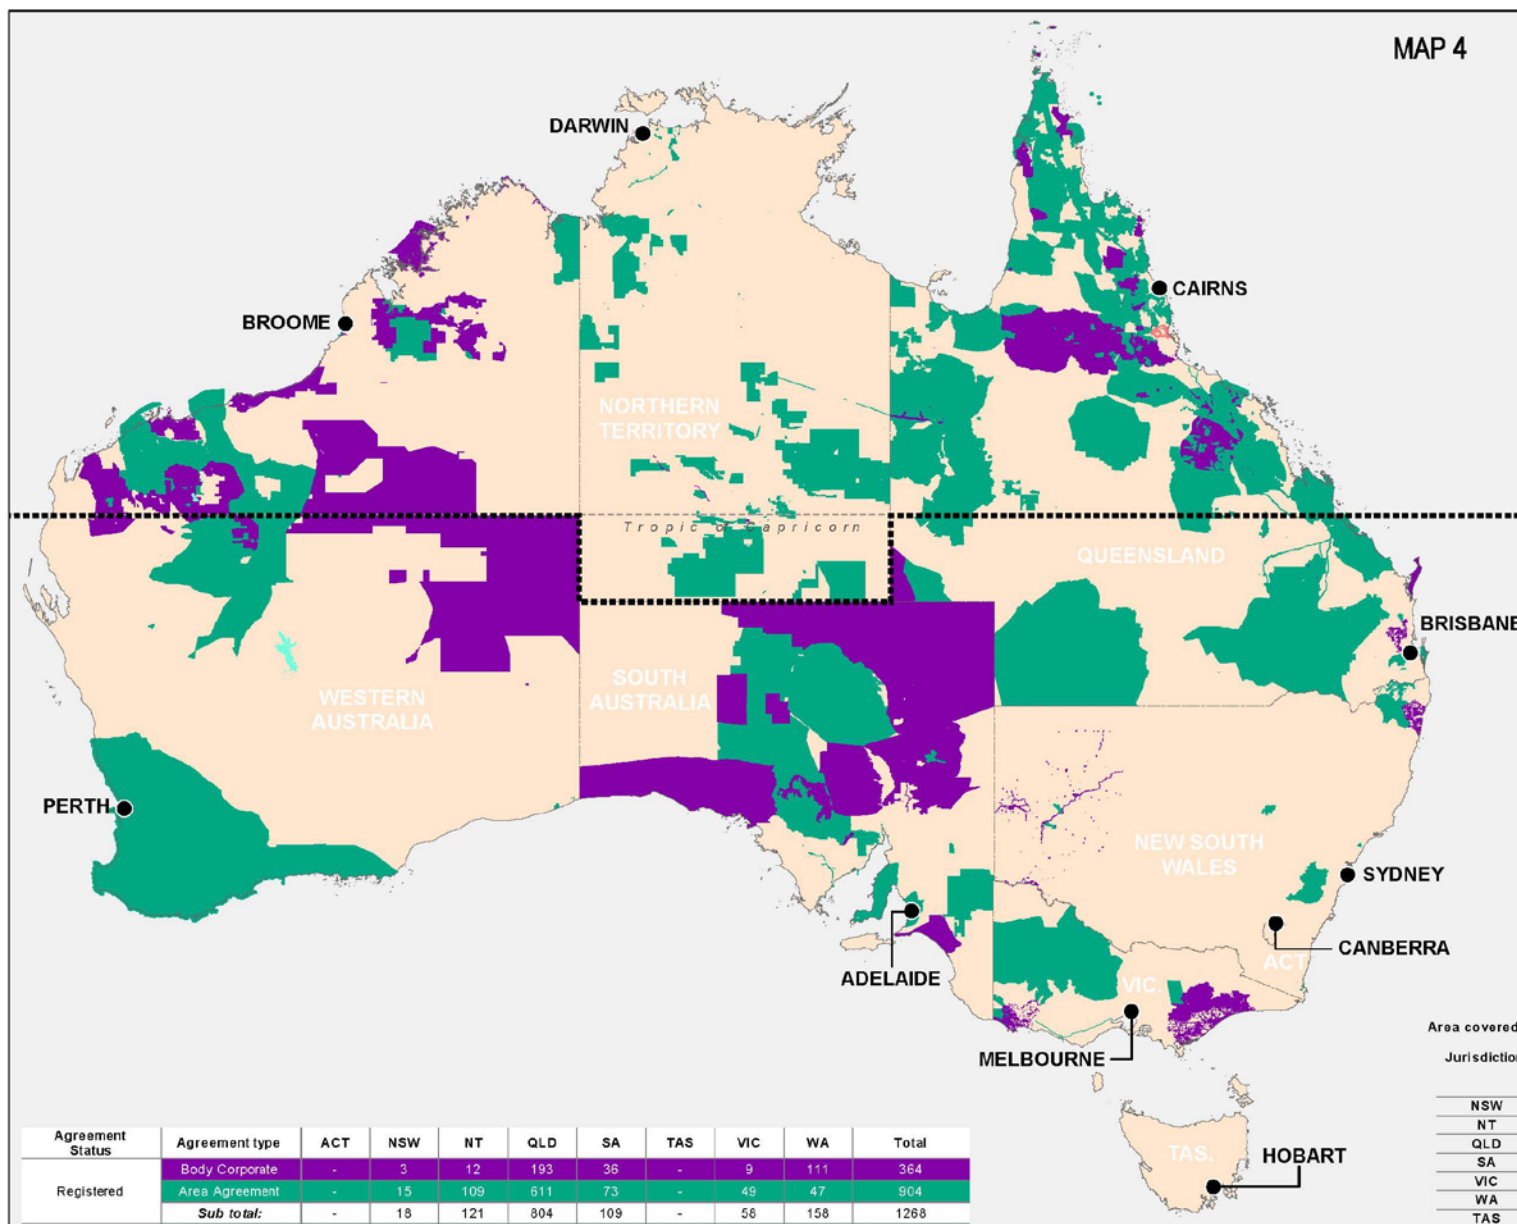 MAP 4
DARWIN
CAIRNS
BROOME
NORTHERN
TERRITORY
Tropic of Capricorn
QUEENSLAND
BRISBANE
SOUTH
AUSTRALIA
WESTERN
AUSTRALIA
PERTH
NEW SOUTH
WALES
SYDNEY
CANBERRA
ACT
ADELAIDE
VIC.
MELBOURNE
TAS.
HOBART
Area covered
Jurisdiction
NSW
NT
QLD
SA
VIC
WA
TAS
Agreement Status Agreement type ACT NSW NT QLD SA TAS VIC WA Total
Registered
Body Corporate - 3 12 193 36 - 9 111 364
Area Agreement - 15 109 611 73 - 49 47 904
Sub total: - 18 121 804 109 - 58 158 1268